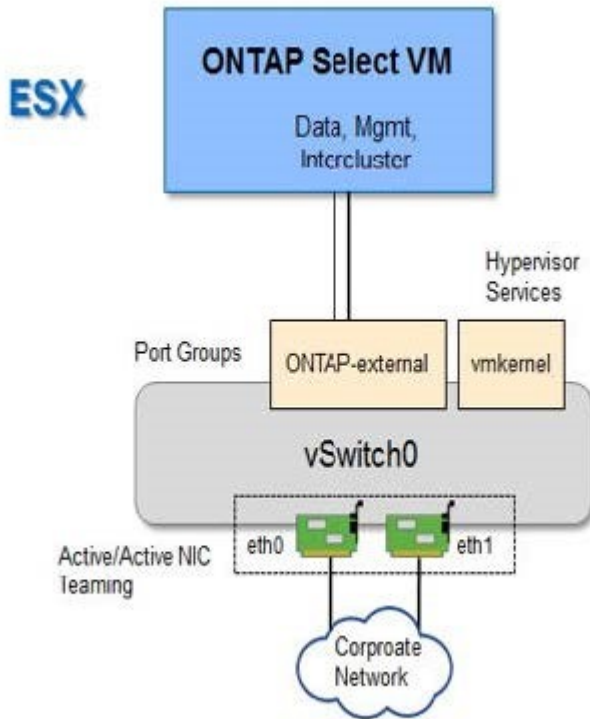 ESX
ONTAP Select VM
Data, Mgmt,
Intercluster
Hypervisor
Services
Port Groups
ONTAP-external
vmkernel
vSwitch0
eth0
eth1
Active/Active NIC
Teaming
Corproate
Network